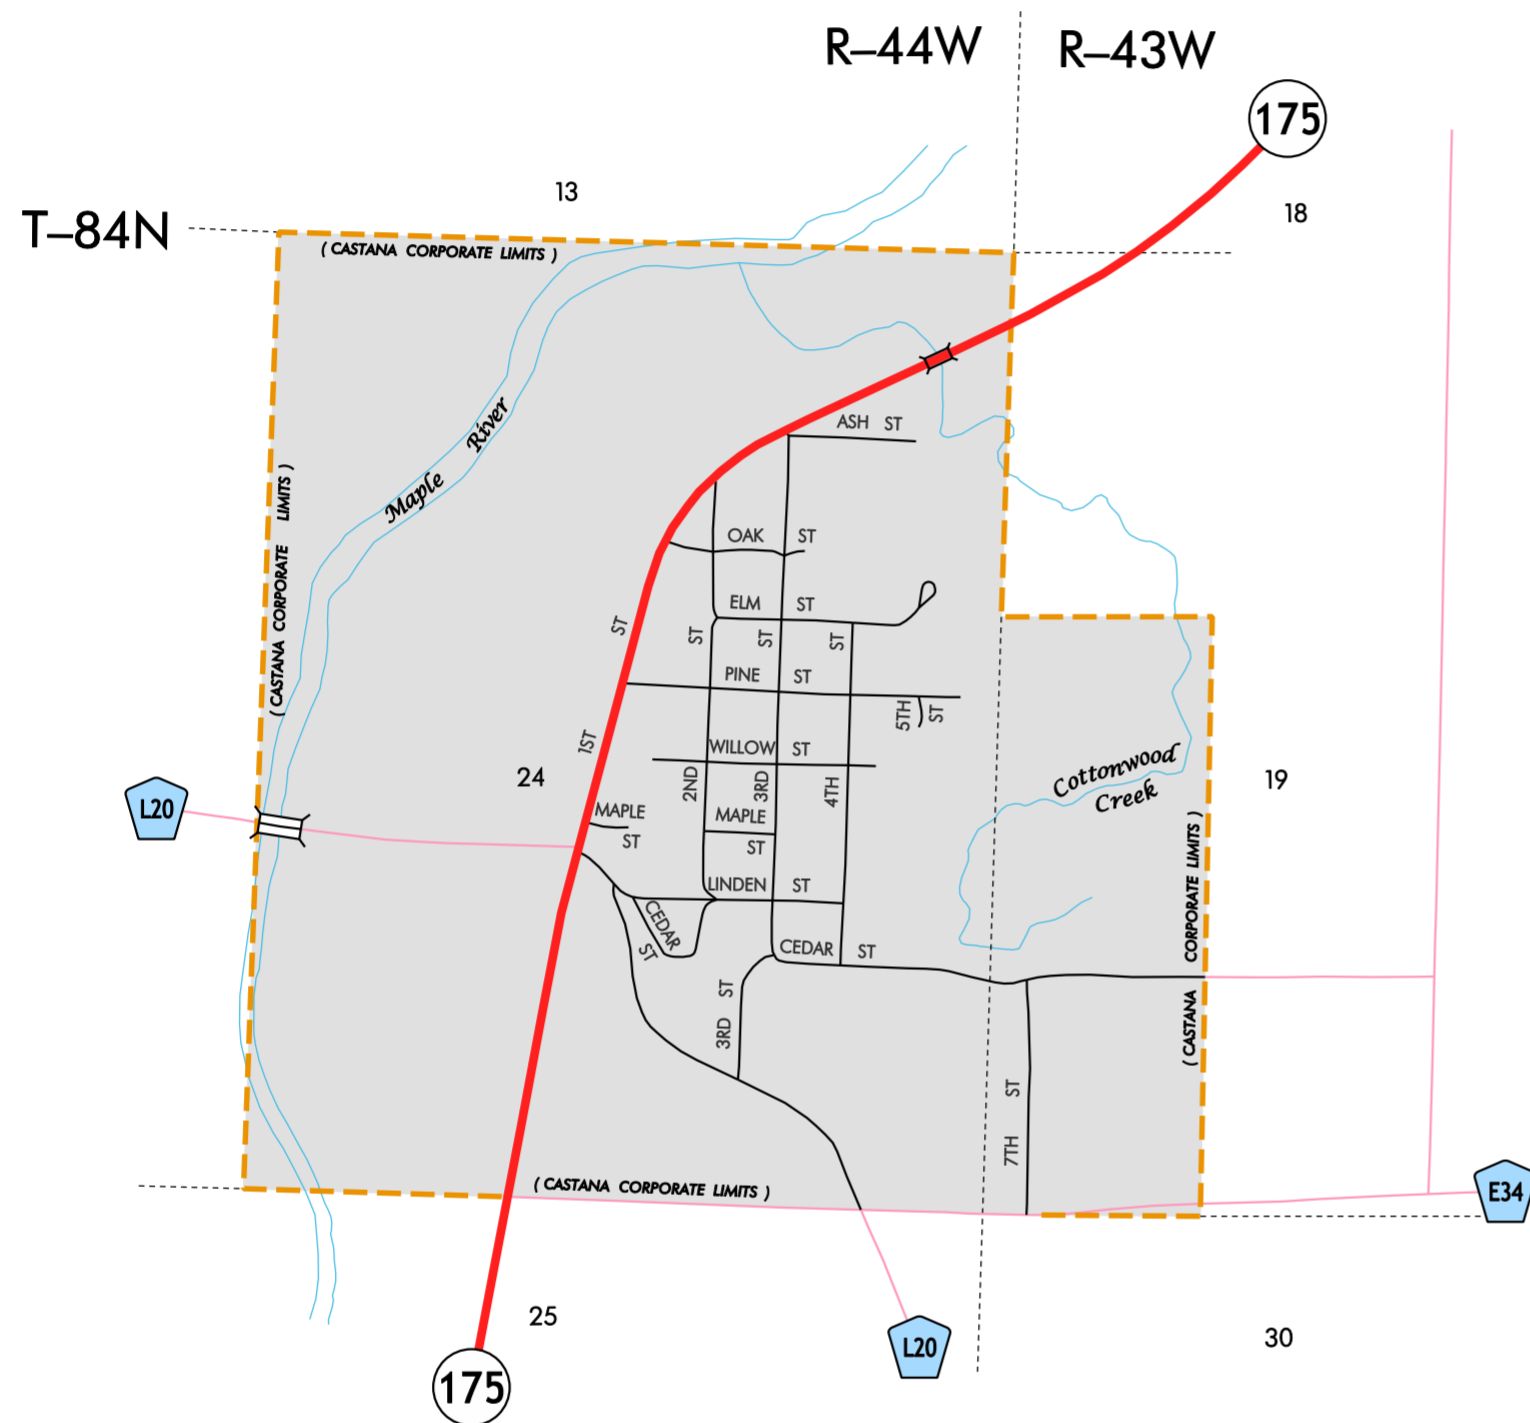 R–44W
R–43W
175
13
18
T–84N
( CASTANA CORPORATE LIMITS )
ASH ST
Maple River
( CASTANA CORPORATE LIMITS )
OAK ST
ELM ST
ST
ST
ST
ST
PINE ST
5TH ST
1ST
WILLOW ST
24
2ND
3RD
4TH
Cottonwood
Creek
19
L20
MAPLE
ST
MAPLE
ST
LINDEN ST
CEDAR
ST
CEDAR ST
( CASTANA CORPORATE LIMITS )
3RD ST
7TH ST
( CASTANA CORPORATE LIMITS )
E34
25
L20
30
175